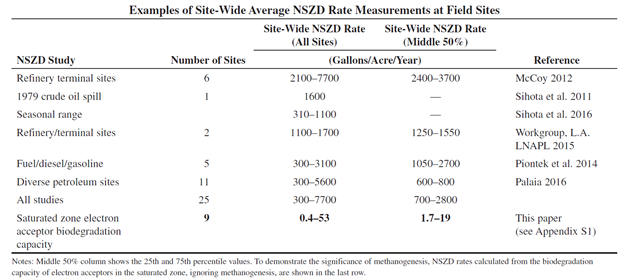 Examples of Site-Wide Average NSZD Rate Measurements at Field Sites
Site-Wide NSZD Rate Site-Wide NSZD Rate
(All Sites) (Middle 50%)
NSZD Study Number of Sites (Gallons/Acre/Year) Reference
Refinery terminal sites 6 2100–7700 2400–3700 McCoy 2012
1979 crude oil spill 1 1600 — Sihota et al. 2011
Seasonal range 310–1100 — Sihota et al. 2016
Refinery/terminal sites 2 1100–1700 1250–1550 Workgroup, L.A.
LNAPL 2015
Fuel/diesel/gasoline 5 300–3100 1050–2700 Piontek et al. 2014
Diverse petroleum sites 11 300–5600 600–800 Palaia 2016
All studies 25 300–7700 700–2800
Saturated zone electron 9 0.4–53 1.7–19 This paper
acceptor biodegradation (see Appendix S1)
capacity
Notes: Middle 50% column shows the 25th and 75th percentile values. To demonstrate the significance of methanogenesis, NSZD rates calculated from the biodegradation
capacity of electron acceptors in the saturated zone, ignoring methanogenesis, are shown in the last row.